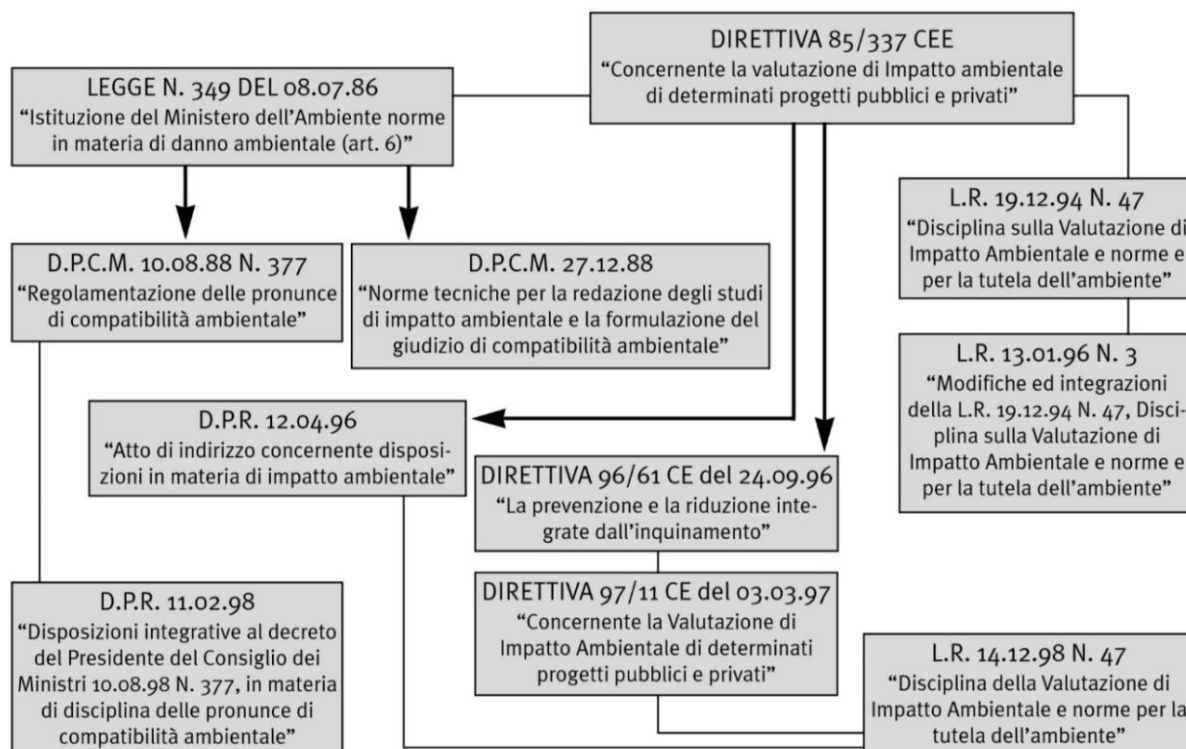 DIRETTIVA 85/337 CEE
“Concernente la valutazione di Impatto ambientale
di determinati progetti pubblici e privati”
LEGGE N. 349 DEL 08.07.86
“Istituzione del Ministero dell’Ambiente norme
in materia di danno ambientale (art. 6)”
L.R. 19.12.94 N. 47
“Disciplina sulla Valutazione di
Impatto Ambientale e norme e
per la tutela dell’ambiente”
D.P.C.M. 10.08.88 N. 377
“Regolamentazione delle pronunce
di compatibilità ambientale”
D.P.C.M. 27.12.88
“Norme tecniche per la redazione degli studi
di impatto ambientale e la formulazione del
giudizio di compatibilità ambientale”
L.R. 13.01.96 N. 3
“Modifiche ed integrazioni
della L.R. 19.12.94 N. 47, Disci-
plina sulla Valutazione di
Impatto Ambientale e norme e
per la tutela dell’ambiente”
D.P.R. 12.04.96
“Atto di indirizzo concernente disposi-
zioni in materia di impatto ambientale”
DIRETTIVA 96/61 CE del 24.09.96
“La prevenzione e la riduzione inte-
grate dall’inquinamento”
DIRETTIVA 97/11 CE del 03.03.97
“Concernente la Valutazione di
Impatto Ambientale di determinati
progetti pubblici e privati”
D.P.R. 11.02.98
“Disposizioni integrative al decreto
del Presidente del Consiglio dei
Ministri 10.08.98 N. 377, in materia
di disciplina delle pronunce di
compatibilità ambientale”
L.R. 14.12.98 N. 47
“Disciplina della Valutazione di
Impatto Ambientale e norme per la
tutela dell’ambiente”